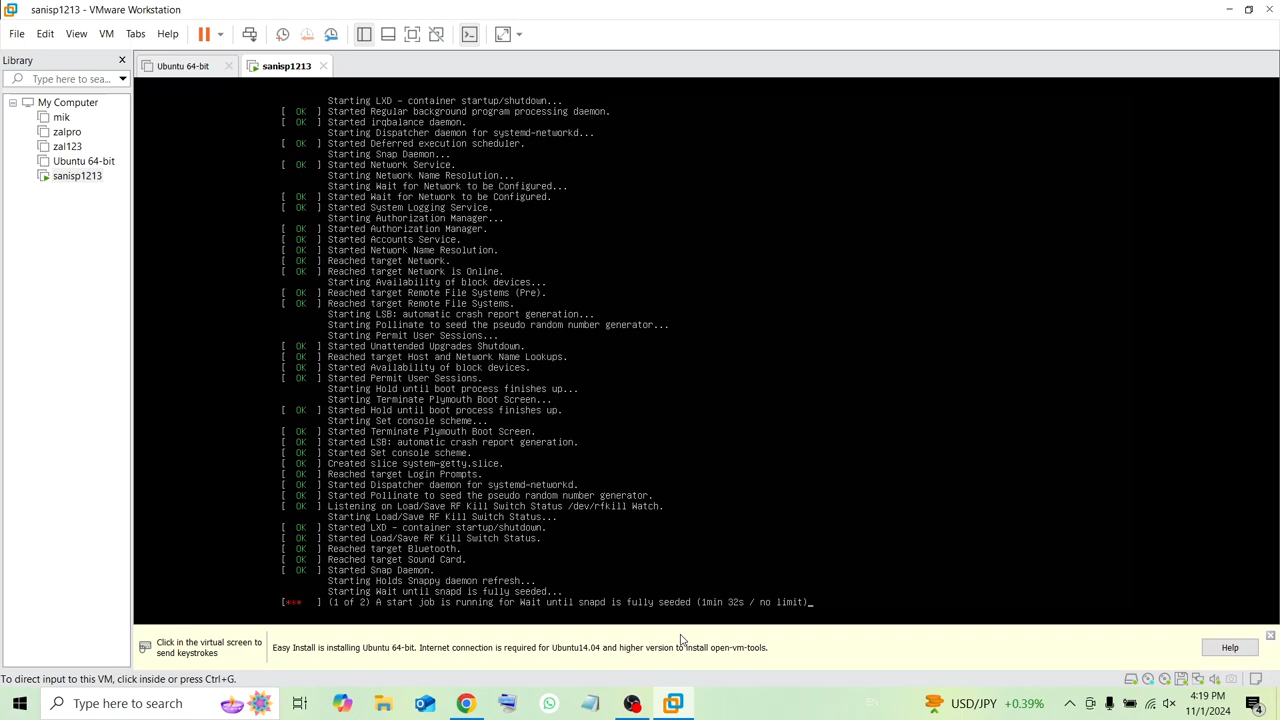 sanisp1213 - VMware Workstation
File Edit View VM Tabs Help
Library
Type here to sea...
My Computer
mik
zalpro
zal123
Ubuntu 64-bit
sanisp1213
Ubuntu 64-bit
sanisp1213
Starting LXD - container startup/shutdown...
[ OK ] Started Regular background program processing daemon.
[ OK ] Started irqbalance daemon.
Starting Dispatcher daemon for systemd-networkd...
[ OK ] Started Deferred execution scheduler.
Starting Snap Daemon...
[ OK ] Started Network Service.
Starting Network Name Resolution...
Starting Wait for Network to be Configured...
[ OK ] Started Wait for Network to be Configured.
[ OK ] Started System Logging Service.
Starting Authorization Manager...
[ OK ] Started Authorization Manager.
[ OK ] Started Accounts Service.
[ OK ] Started Network Name Resolution.
[ OK ] Reached target Network.
[ OK ] Reached target Network is Online.
Starting Availability of block devices...
[ OK ] Reached target Remote File Systems (Pre).
[ OK ] Reached target Remote File Systems.
Starting LSB: automatic crash report generation...
Starting Pollinate to seed the pseudo random number generator...
Starting Permit User Sessions...
[ OK ] Started Unattended Upgrades Shutdown.
[ OK ] Reached target Host and Network Name Lookups.
[ OK ] Started Availability of block devices.
[ OK ] Started Permit User Sessions.
Starting Hold until boot process finishes up...
Starting Terminate Plymouth Boot Screen...
[ OK ] Started Hold until boot process finishes up.
Starting Set console scheme...
[ OK ] Started Terminate Plymouth Boot Screen.
[ OK ] Started LSB: automatic crash report generation.
[ OK ] Started Set console scheme.
[ OK ] Created slice system-getty.slice.
[ OK ] Reached target Login Prompts.
[ OK ] Started Dispatcher daemon for systemd-networkd.
[ OK ] Started Pollinate to seed the pseudo random number generator.
[ OK ] Listening on Load/Save RF Kill Switch Status /dev/rfkill Watch.
Starting Load/Save RF Kill Switch Status...
[ OK ] Started LXD - container startup/shutdown.
[ OK ] Started Load/Save RF Kill Switch Status.
[ OK ] Reached target Bluetooth.
[ OK ] Reached target Sound Card.
[ OK ] Started Snap Daemon.
Starting Holds Snappy daemon refresh...
Starting Wait until snapd is fully seeded...
[*** ] (1 of 2) A start job is running for Wait until snapd is fully seeded (1min 32s / no limit)_
Click in the virtual screen to
send keystrokes
Easy Install is installing Ubuntu 64-bit. Internet connection is required for Ubuntu14.04 and higher version to install open-vm-tools.
Help
To direct input to this VM, click inside or press Ctrl+G.
Type here to search
EN
USD/JPY +0.39%
4:19 PM
11/1/2024
4